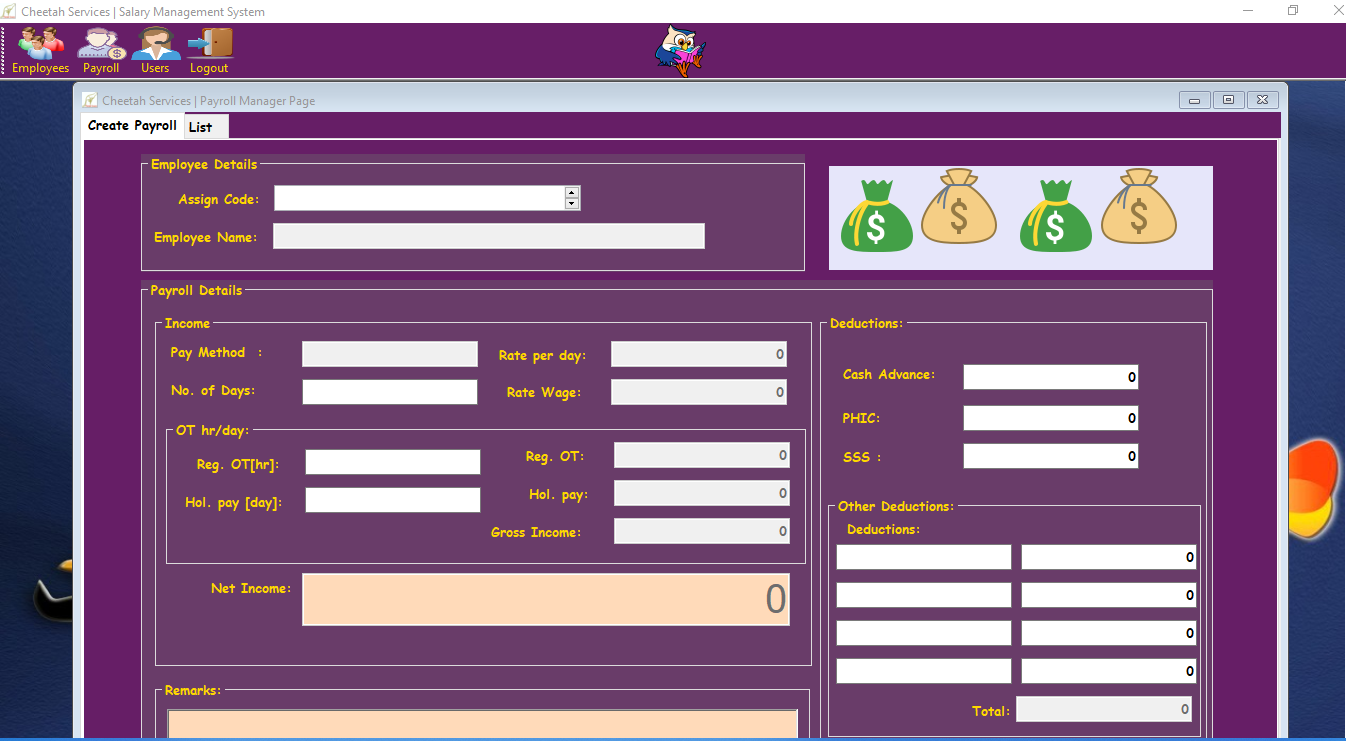 Cheetah Services | Salary Management System
Employees Payroll Users Logout
Cheetah Services | Payroll Manager Page
Create Payroll List
Employee Details
Assign Code:
Employee Name:
$ $ $ $
Payroll Details
Income
Pay Method :
Rate per day: 0
No. of Days:
Rate Wage: 0
OT hr/day:
Reg. OT[hr]:
Reg. OT: 0
Hol. pay [day]:
Hol. pay: 0
Gross Income: 0
Net Income: 0
Remarks:
Deductions:
Cash Advance: 0
PHIC: 0
SSS : 0
Other Deductions:
Deductions:
0
0
0
0
Total: 0